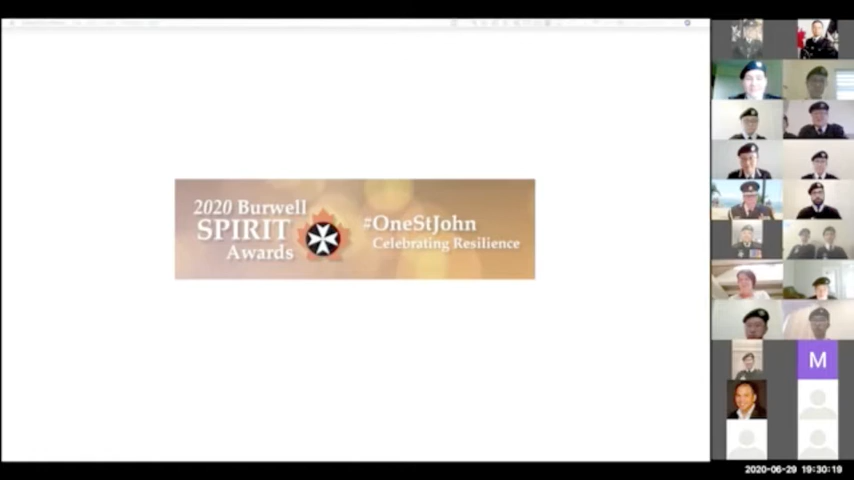 2020 Burwell
SPIRIT
Awards
#OneStJohn
Celebrating Resilience
M
2020-06-29 19:30:19